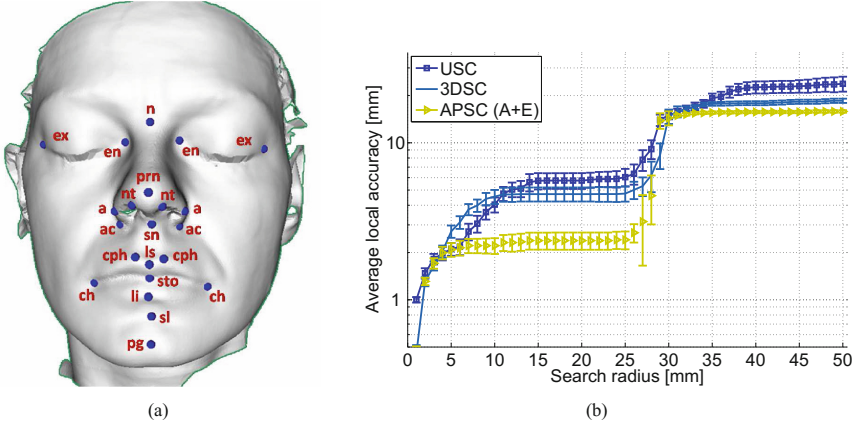 n
ex
ex
en
en
prn
nt
nt
a
a
ac
ac
sn
ls
cph
cph
sto
ch
ch
li
sl
pg
(a)
USC
3DSC
APSC (A+E)
Average local accuracy [mm]
10
1
0 5 10 15 20 25 30 35 40 45 50
Search radius [mm]
(b)